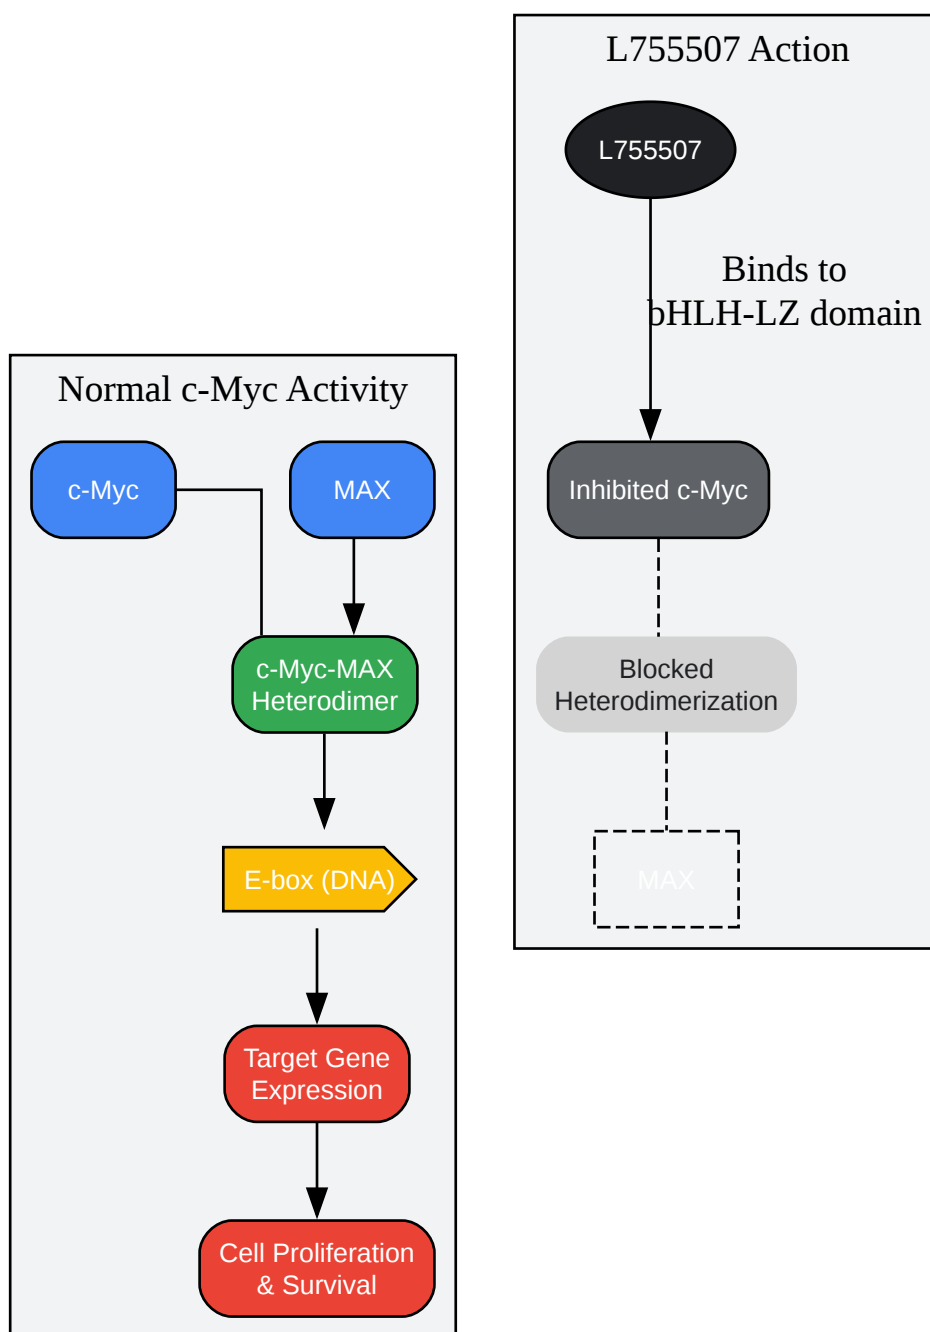 L755507 Action
L755507
Binds to
bHLH-LZ domain
Inhibited c-Myc
Blocked
Heterodimerization
MAX
Normal c-Myc Activity
c-Myc
MAX
c-Myc-MAX
Heterodimer
E-box (DNA)
Target Gene
Expression
Cell Proliferation
& Survival